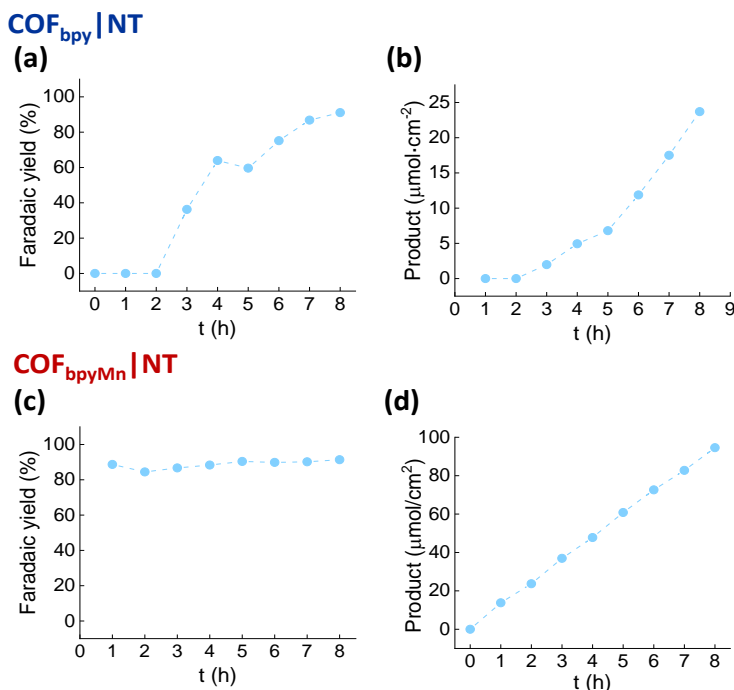 COFbpy|NT
(a)
Faradaic yield (%)
100
80
60
40
20
0
0 1 2 3 4 5 6 7 8
t (h)
(b)
Product (μmol·cm-2)
25
20
15
10
5
0
0 1 2 3 4 5 6 7 8 9
t (h)
COFbpyMn|NT
(c)
Faradaic yield (%)
100
80
60
40
20
0
0 1 2 3 4 5 6 7 8
t (h)
(d)
Product (μmol/cm2)
100
80
60
40
20
0
0 1 2 3 4 5 6 7 8
t (h)